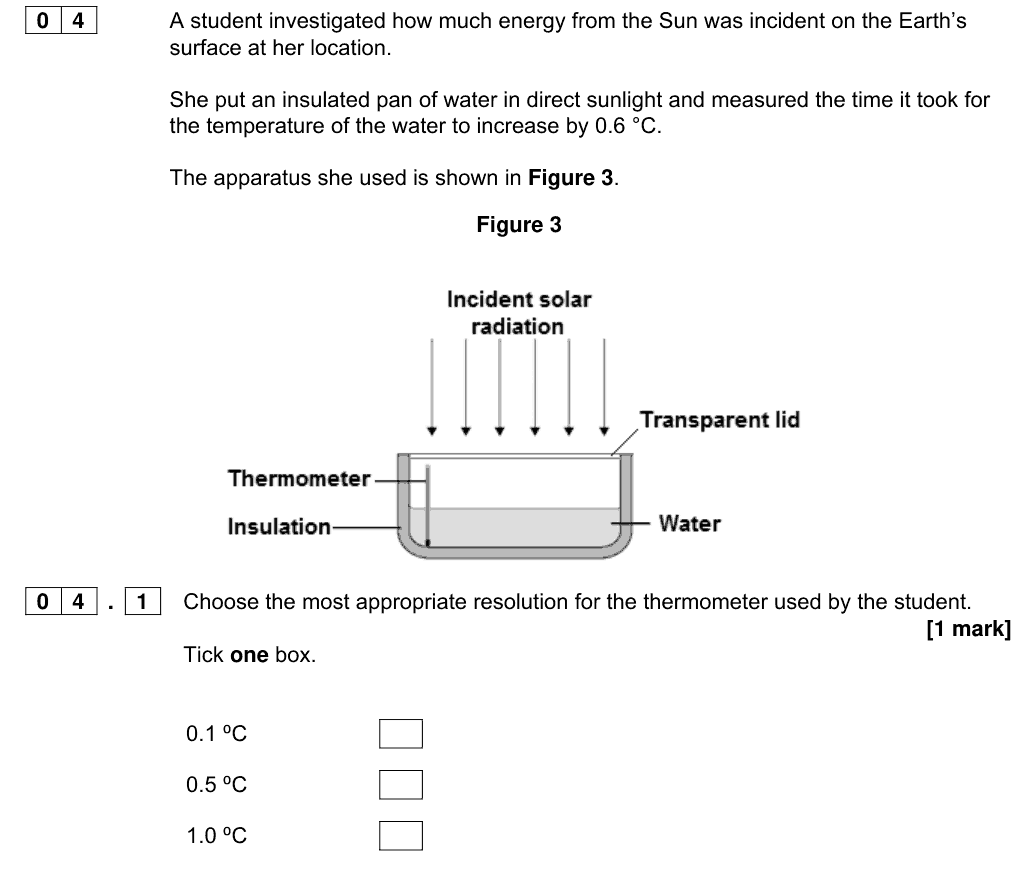 0 4 A student investigated how much energy from the Sun was incident on the Earth’s
surface at her location.
She put an insulated pan of water in direct sunlight and measured the time it took for
the temperature of the water to increase by 0.6 °C.
The apparatus she used is shown in Figure 3.
Figure 3
Incident solar
radiation
Transparent lid
Thermometer
Insulation
Water
0 4 . 1 Choose the most appropriate resolution for the thermometer used by the student.
[1 mark]
Tick one box.
0.1 ºC
0.5 ºC
1.0 ºC